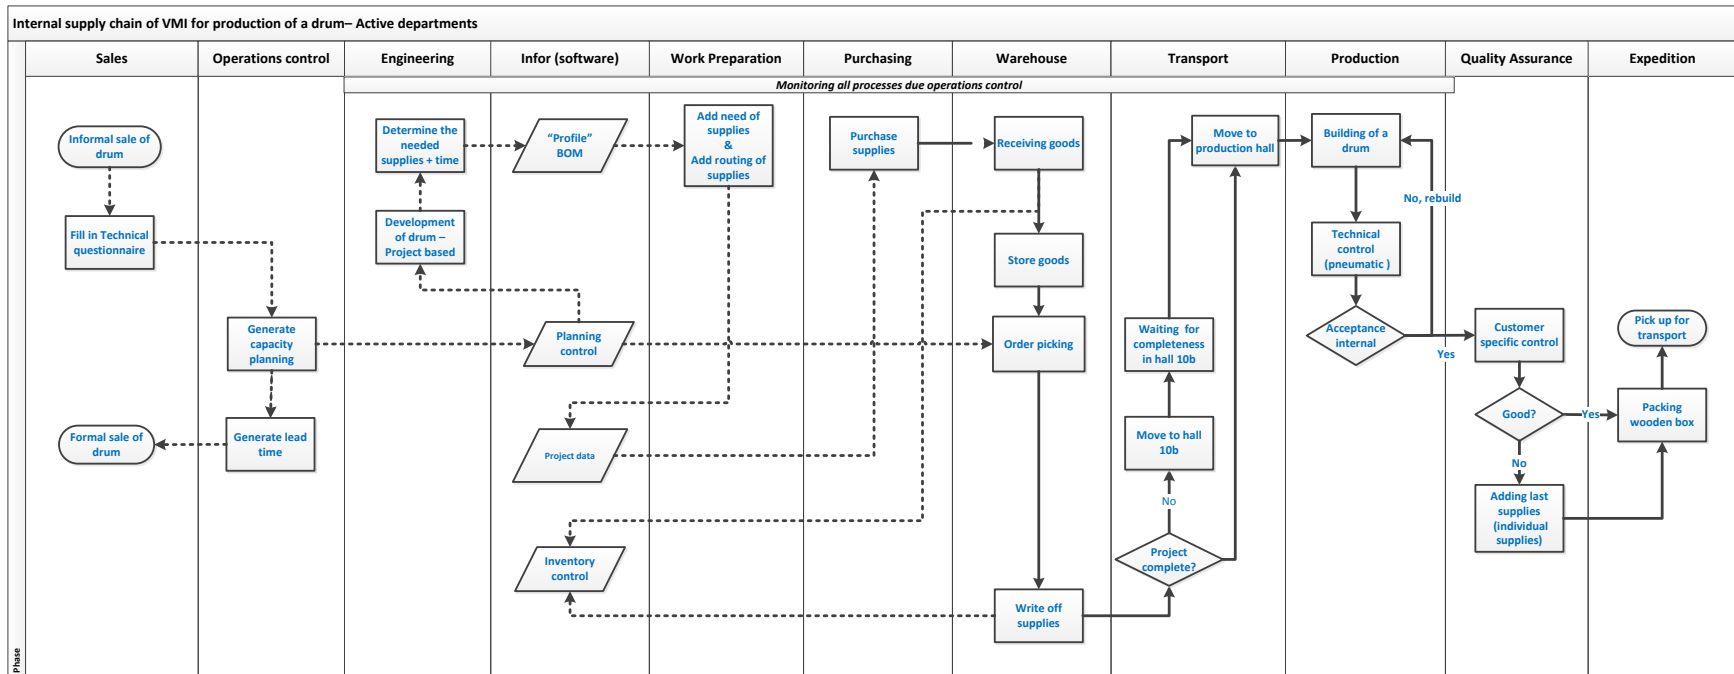 Internal supply chain of VMI for production of a drum– Active departments
Phase
Sales
Operations control
Engineering
Infor (software)
Work Preparation
Purchasing
Warehouse
Transport
Production
Quality Assurance
Expedition
Monitoring all processes due operations control
Informal sale of
drum
Fill in Technical
questionnaire
Formal sale of
drum
Generate
capacity
planning
Generate lead
time
Determine the
needed
supplies + time
Development
of drum –
Project based
“Profile”
BOM
Planning
control
Project data
Inventory
control
Add need of
supplies
&
Add routing of
supplies
Purchase
supplies
Receiving goods
Store goods
Order picking
Write off
supplies
Move to
production hall
Waiting for
completeness
in hall 10b
Move to hall
10b
No
Project
complete?
Building of a
drum
No, rebuild
Technical
control
(pneumatic )
Acceptance
internal
Yes
Customer
specific control
Good?
Yes
No
Adding last
supplies
(individual
supplies)
Pick up for
transport
Packing
wooden box